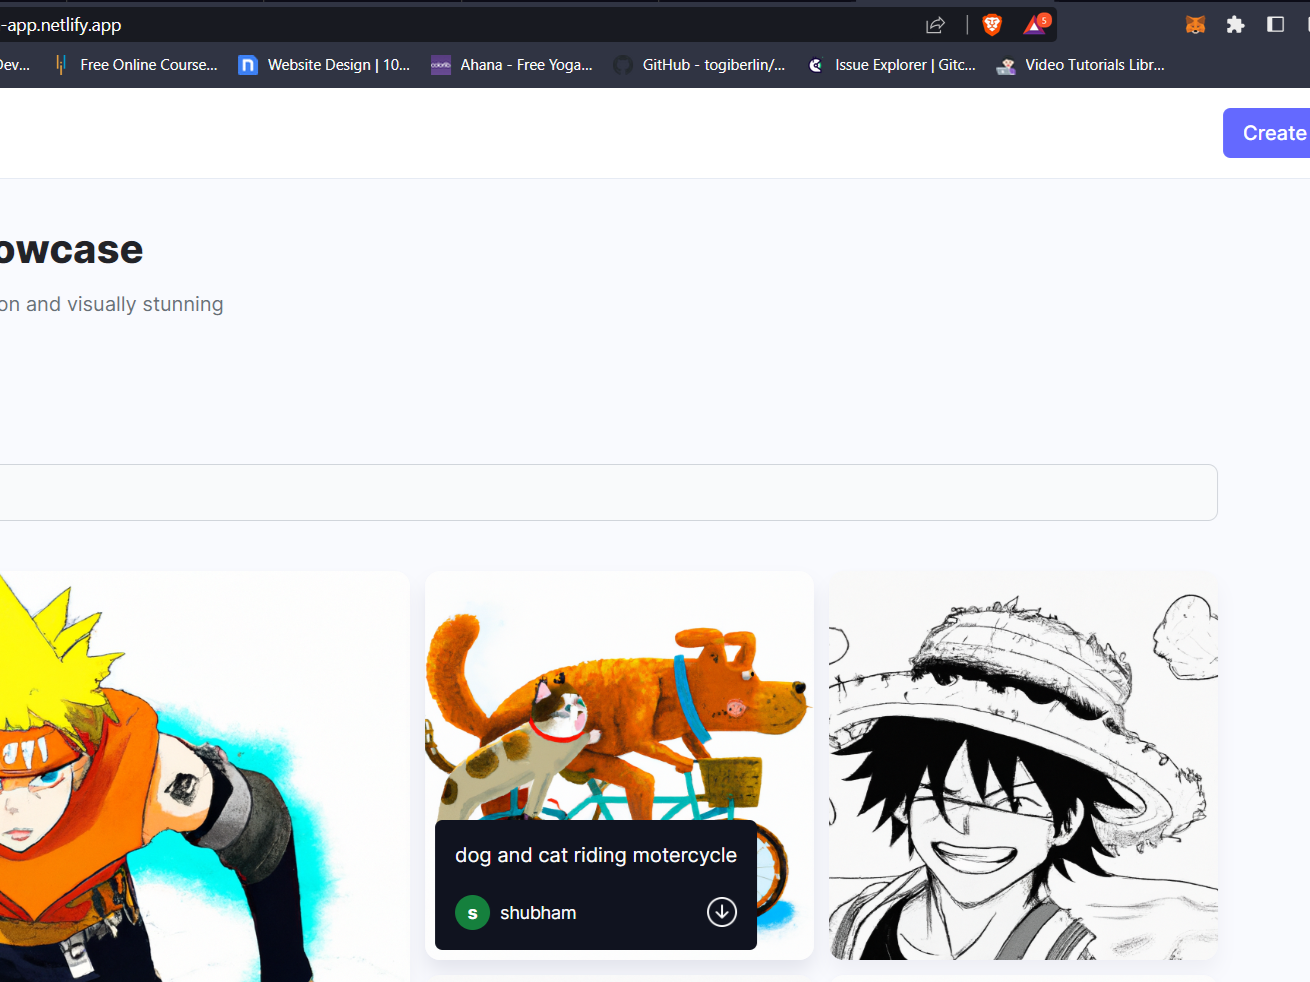 -app.netlify.app
5
Dev...
Free Online Course...
Website Design | 10...
Ahana - Free Yoga...
GitHub - togiberlin/...
Issue Explorer | Gitc...
Video Tutorials Libr...
Create
owcase
on and visually stunning
dog and cat riding motercycle
s
shubham